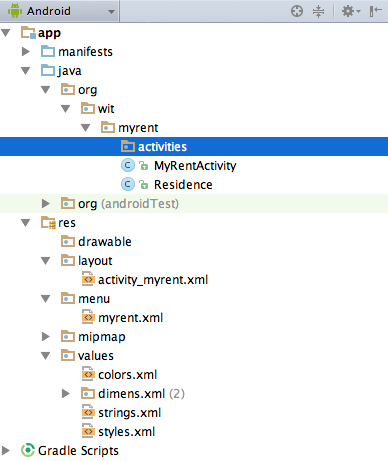 Android
app
manifests
java
org
wit
myrent
activities
MyRentActivity
Residence
org (androidTest)
res
drawable
layout
activity_myrent.xml
menu
myrent.xml
mipmap
values
colors.xml
dimens.xml (2)
strings.xml
styles.xml
Gradle Scripts